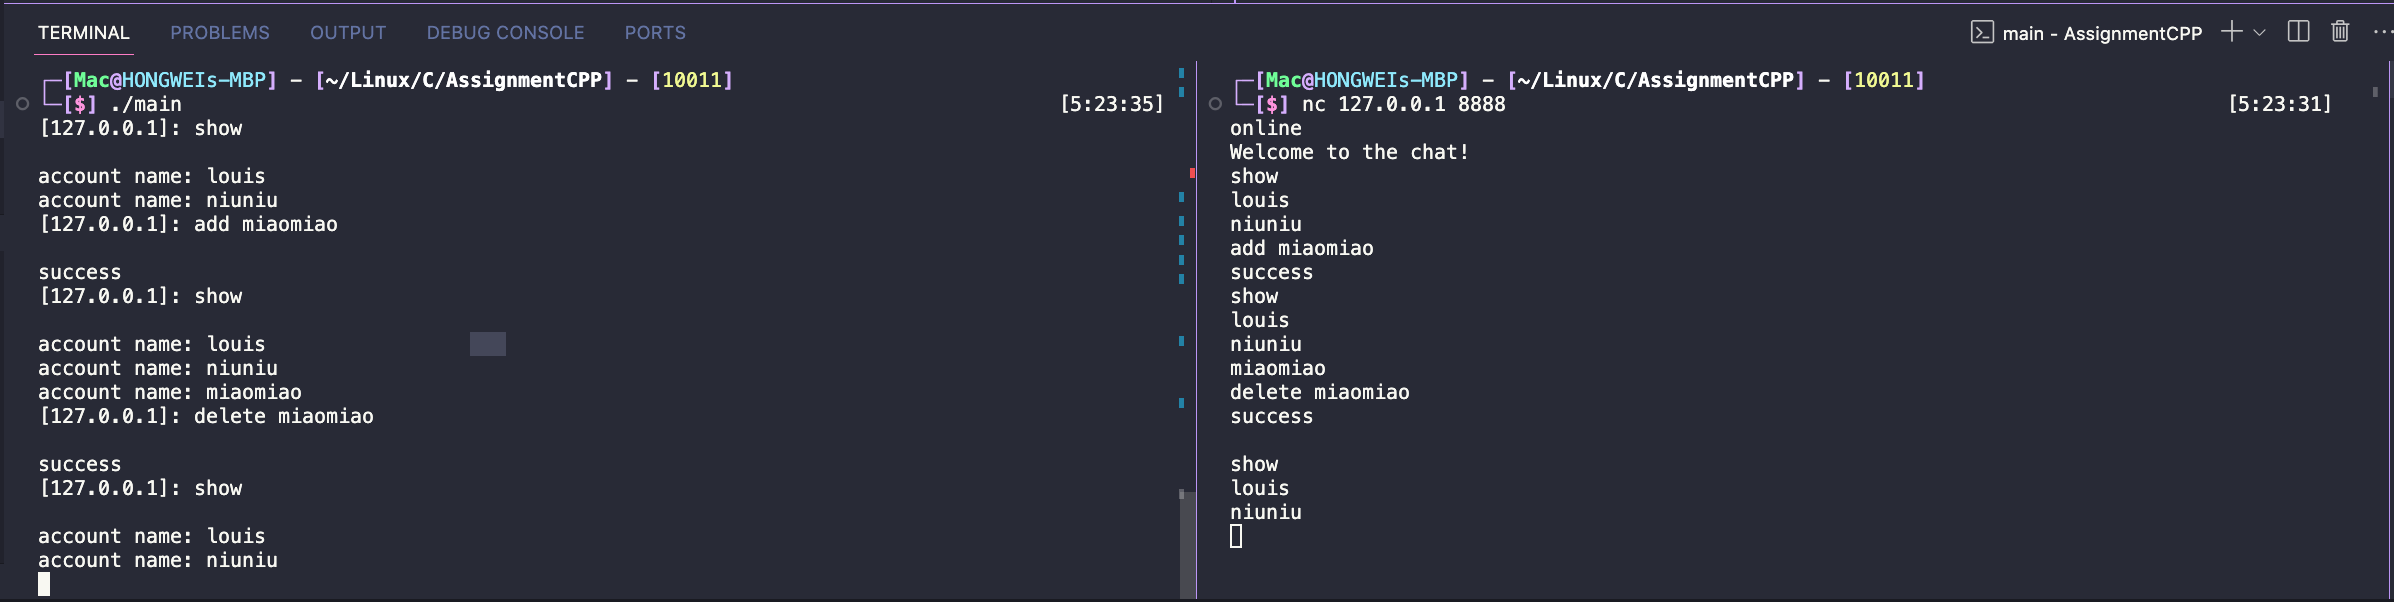 TERMINAL PROBLEMS OUTPUT DEBUG CONSOLE PORTS main - AssignmentCPP
[Mac@HONGWEIs-MBP] - [~/Linux/C/AssignmentCPP] - [10011]
[$] ./main [5:23:35]
[127.0.0.1]: show
account name: louis
account name: niuniu
[127.0.0.1]: add miaomiao
success
[127.0.0.1]: show
account name: louis
account name: niuniu
account name: miaomiao
[127.0.0.1]: delete miaomiao
success
[127.0.0.1]: show
account name: louis
account name: niuniu
[Mac@HONGWEIs-MBP] - [~/Linux/C/AssignmentCPP] - [10011]
[$] nc 127.0.0.1 8888 [5:23:31]
online
Welcome to the chat!
show
louis
niuniu
add miaomiao
success
show
louis
niuniu
miaomiao
delete miaomiao
success
show
louis
niuniu